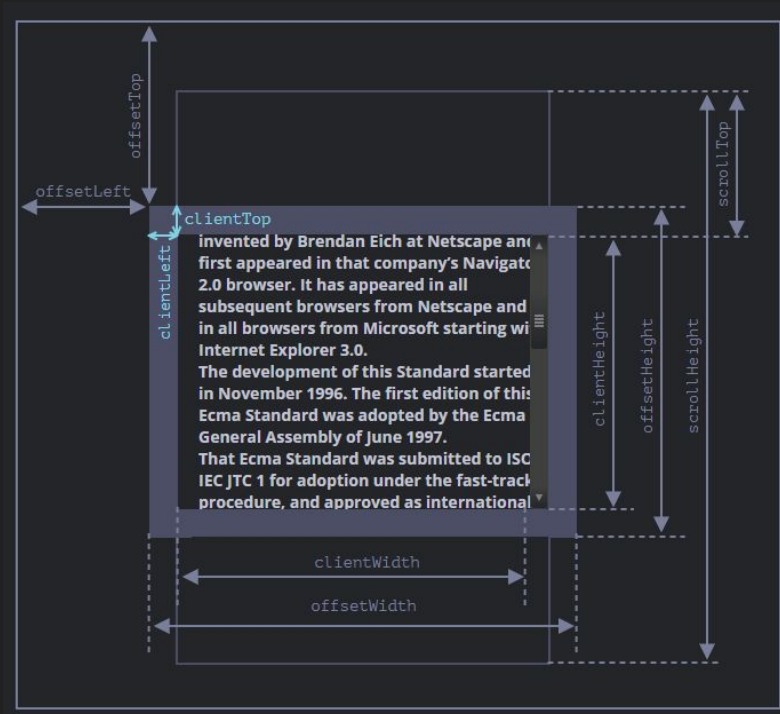 offsetTop
scrollTop
offsetLeft
clientTop
clientLeft
invented by Brendan Eich at Netscape and
first appeared in that company’s Navigato
2.0 browser. It has appeared in all
subsequent browsers from Netscape and
in all browsers from Microsoft starting wi
Internet Explorer 3.0.
The development of this Standard started
in November 1996. The first edition of this
Ecma Standard was adopted by the Ecma
General Assembly of June 1997.
That Ecma Standard was submitted to ISO
IEC JTC 1 for adoption under the fast-track
procedure, and approved as international
clientHeight
offsetHeight
scrollHeight
clientWidth
offsetWidth